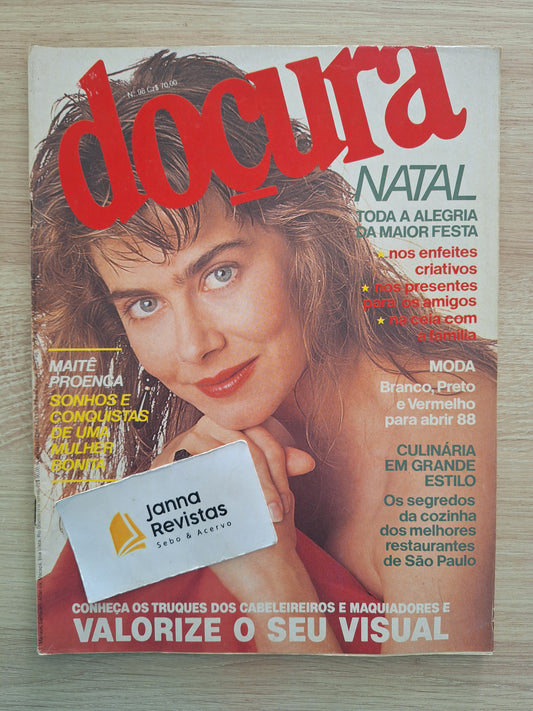 doçura
Nº 98 Cz$ 70,00
NATAL
TODA A ALEGRIA
DA MAIOR FESTA
★ nos enfeites
criativos
★ nos presentes
para os amigos
★ na ceia com
a família
MODA
Branco, Preto
e Vermelho
para abrir 88
MAITÊ
PROENÇA
SONHOS E
CONQUISTAS
DE UMA
MULHER
BONITA
CULINÁRIA
EM GRANDE
ESTILO
Os segredos
da cozinha
dos melhores
restaurantes
de São Paulo
Janna
Revistas
Sebo & Acervo
CONHEÇA OS TRUQUES DOS CABELEIREIROS E MAQUIADORES E
VALORIZE O SEU VISUAL